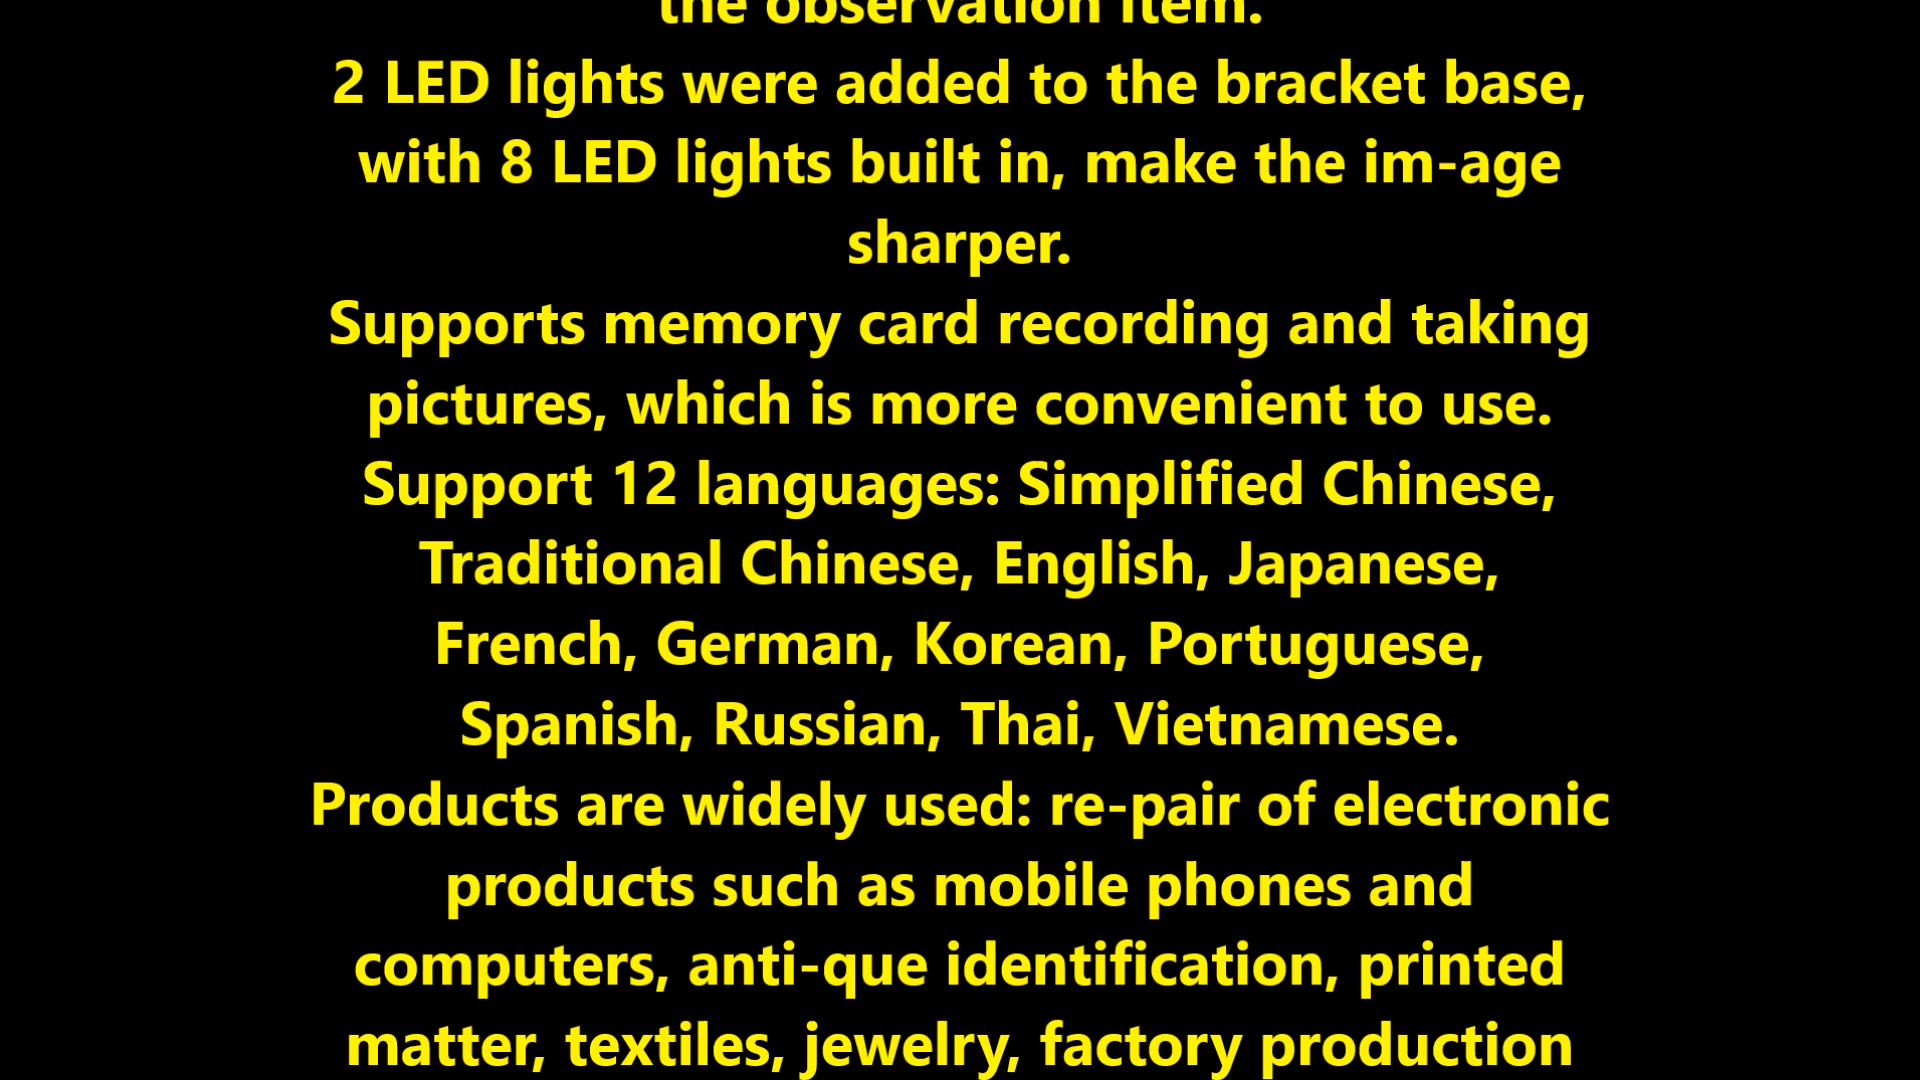 the observation item.
2 LED lights were added to the bracket base,
with 8 LED lights built in, make the im-age
sharper.
Supports memory card recording and taking
pictures, which is more convenient to use.
Support 12 languages: Simplified Chinese,
Traditional Chinese, English, Japanese,
French, German, Korean, Portuguese,
Spanish, Russian, Thai, Vietnamese.
Products are widely used: re-pair of electronic
products such as mobile phones and
computers, anti-que identification, printed
matter, textiles, jewelry, factory production